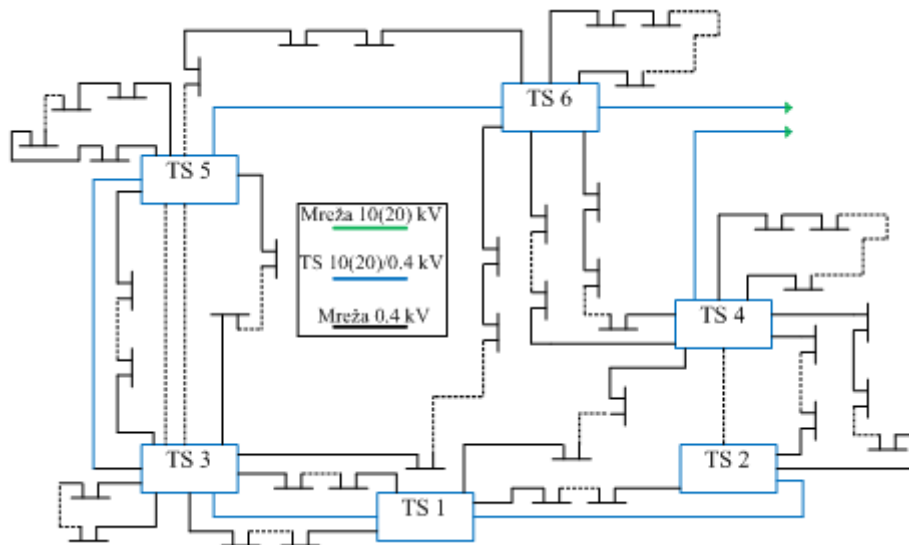 TS 6
TS 5
Mreža 10(20) kV
TS 10(20)/0.4 kV
Mreža 0.4 kV
TS 4
TS 3
TS 2
TS 1